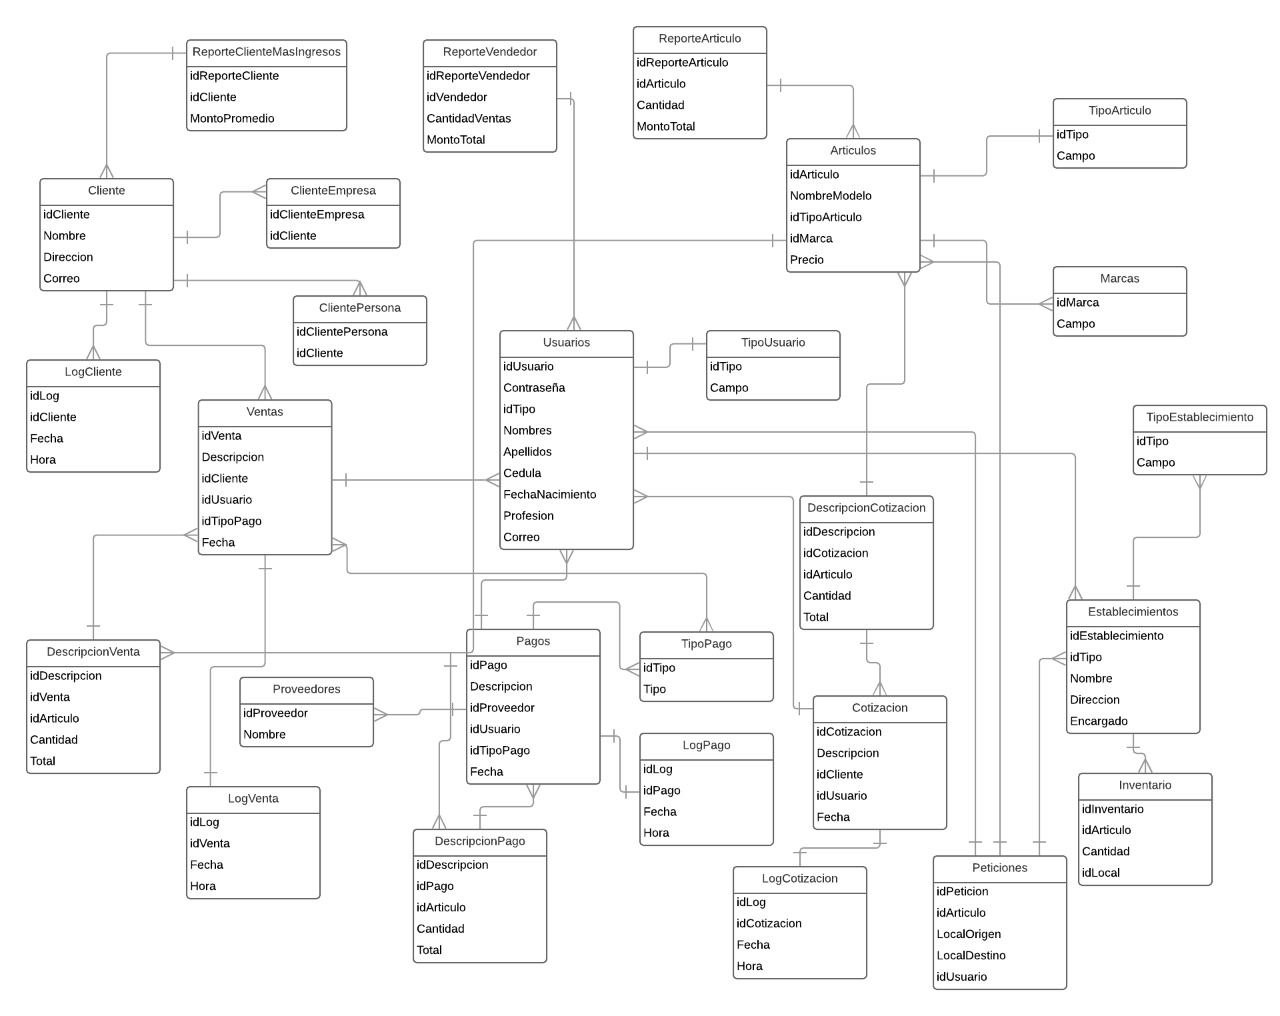 ReporteClienteMasIngresos
idReporteCliente
idCliente
MontoPromedio
ReporteVendedor
idReporteVendedor
idVendedor
CantidadVentas
MontoTotal
ReporteArticulo
idReporteArticulo
idArticulo
Cantidad
MontoTotal
TipoArticulo
idTipo
Campo
Articulos
idArticulo
NombreModelo
idTipoArticulo
idMarca
Precio
Cliente
idCliente
Nombre
Direccion
Correo
ClienteEmpresa
idClienteEmpresa
idCliente
ClientePersona
idClientePersona
idCliente
Marcas
idMarca
Campo
LogCliente
idLog
idCliente
Fecha
Hora
Usuarios
idUsuario
Contraseña
idTipo
Nombres
Apellidos
Cedula
FechaNacimiento
Profesion
Correo
TipoUsuario
idTipo
Campo
Ventas
idVenta
Descripcion
idCliente
idUsuario
idTipoPago
Fecha
TipoEstablecimiento
idTipo
Campo
DescripcionCotizacion
idDescripcion
idCotizacion
idArticulo
Cantidad
Total
Establecimientos
idEstablecimiento
idTipo
Nombre
Direccion
Encargado
DescripcionVenta
idDescripcion
idVenta
idArticulo
Cantidad
Total
Proveedores
idProveedor
Nombre
Pagos
idPago
Descripcion
idProveedor
idUsuario
idTipoPago
Fecha
TipoPago
idTipo
Tipo
Cotizacion
idCotizacion
Descripcion
idCliente
idUsuario
Fecha
LogPago
idLog
idPago
Fecha
Hora
Inventario
idInventario
idArticulo
Cantidad
idLocal
LogVenta
idLog
idVenta
Fecha
Hora
DescripcionPago
idDescripcion
idPago
idArticulo
Cantidad
Total
LogCotizacion
idLog
idCotizacion
Fecha
Hora
Peticiones
idPeticion
idArticulo
LocalOrigen
LocalDestino
idUsuario